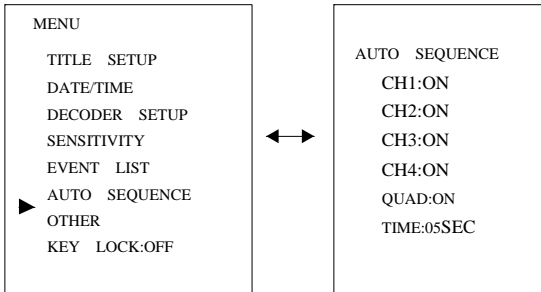 MENU
TITLE SETUP
DATE/TIME
DECODER SETUP
SENSITIVITY
EVENT LIST
AUTO SEQUENCE
OTHER
KEY LOCK:OFF
AUTO SEQUENCE
CH1:ON
CH2:ON
CH3:ON
CH4:ON
QUAD:ON
TIME:05SEC